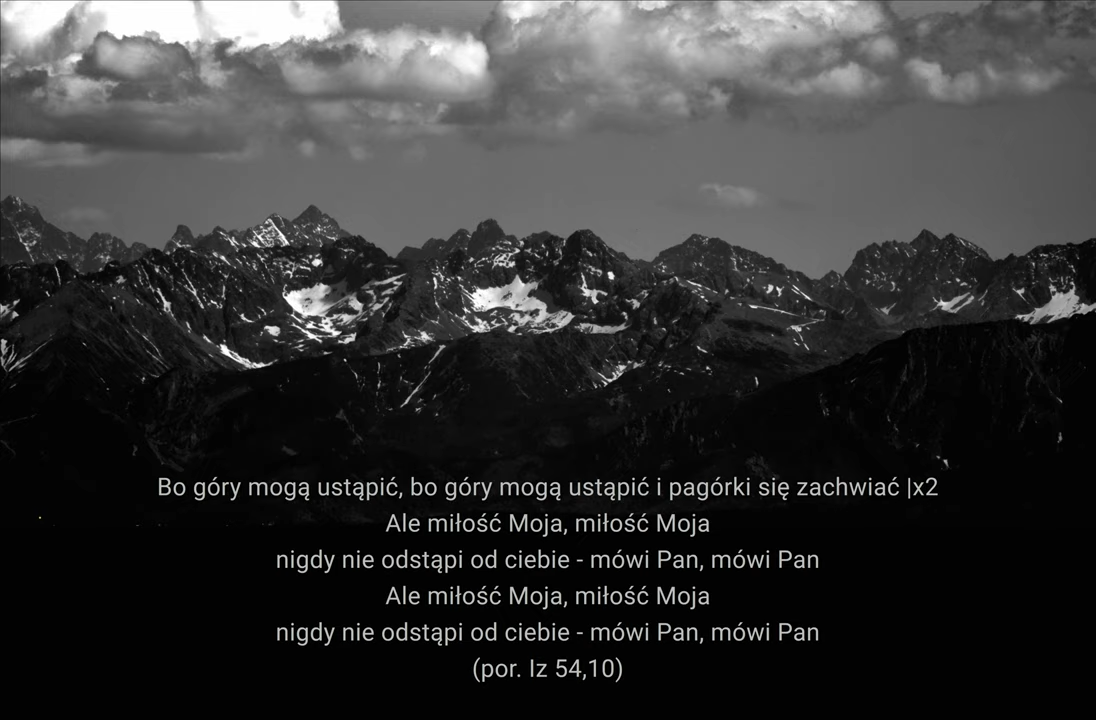 Bo góry mogą ustąpić, bo góry mogą ustąpić i pagórki się zachwiać |x2
Ale miłość Moja, miłość Moja
nigdy nie odstąpi od ciebie - mówi Pan, mówi Pan
Ale miłość Moja, miłość Moja
nigdy nie odstąpi od ciebie - mówi Pan, mówi Pan
(por. Iz 54,10)